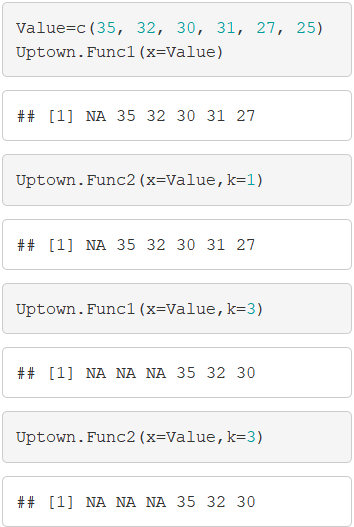 Value=c(35, 32, 30, 31, 27, 25)
Uptown.Func1(x=Value)
## [1] NA 35 32 30 31 27
Uptown.Func2(x=Value,k=1)
## [1] NA 35 32 30 31 27
Uptown.Func1(x=Value,k=3)
## [1] NA NA NA 35 32 30
Uptown.Func2(x=Value,k=3)
## [1] NA NA NA 35 32 30